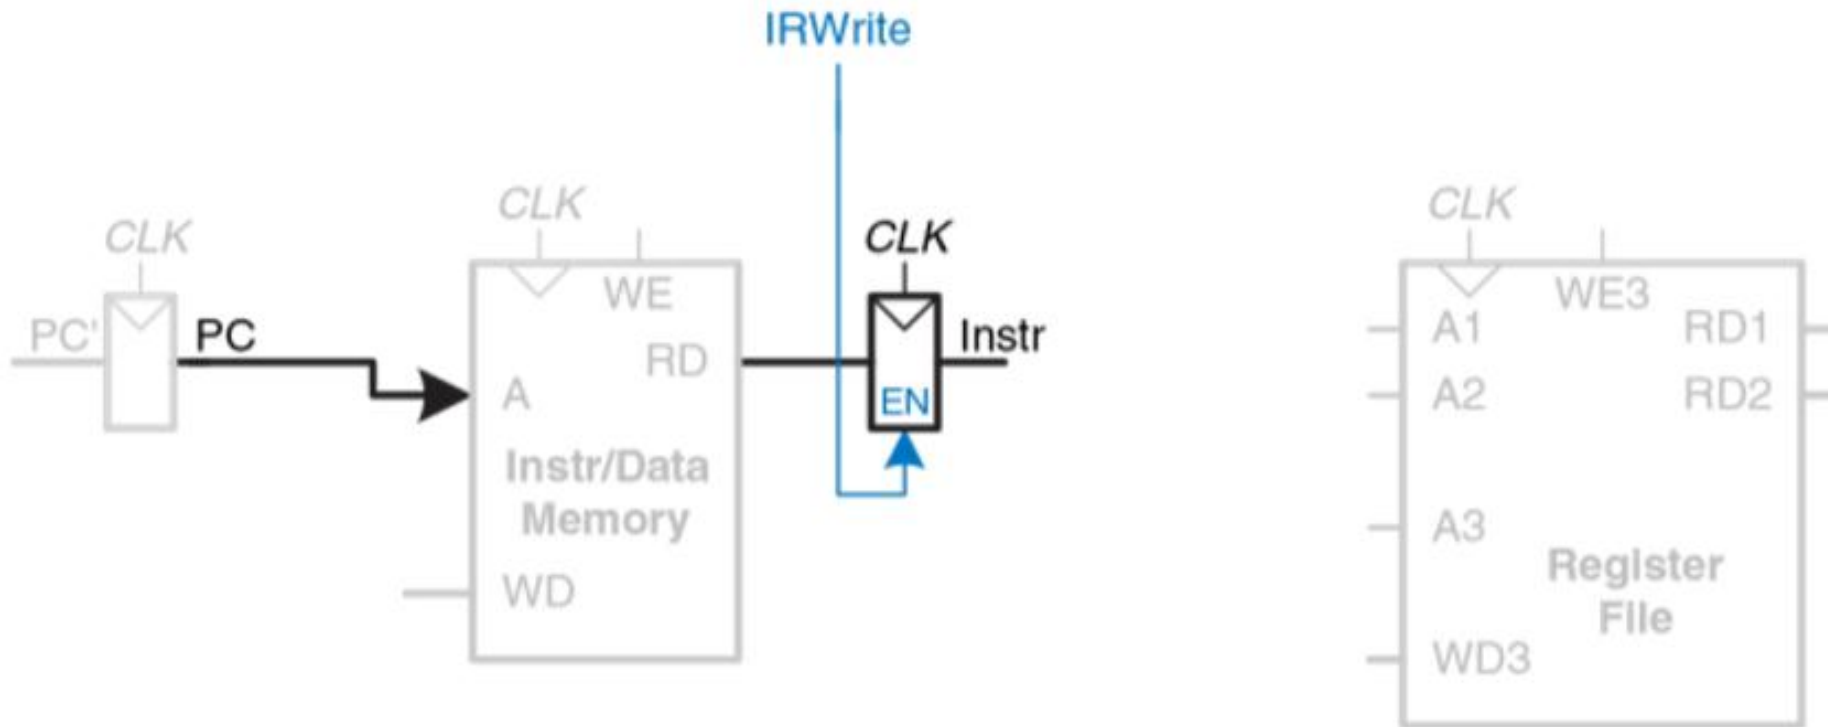 IRWrite
CLK
CLK
CLK
CLK
PC'
PC
WE
RD
A
Instr/Data
Memory
WD
Instr
EN
WE3
A1
RD1
A2
RD2
A3
Register
File
WD3